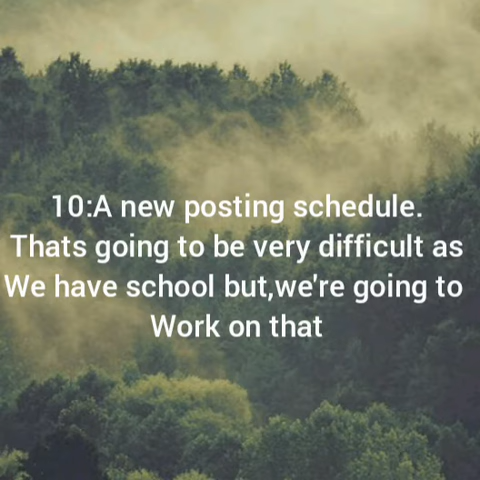 10:A new posting schedule.
Thats going to be very difficult as
We have school but,we're going to
Work on that